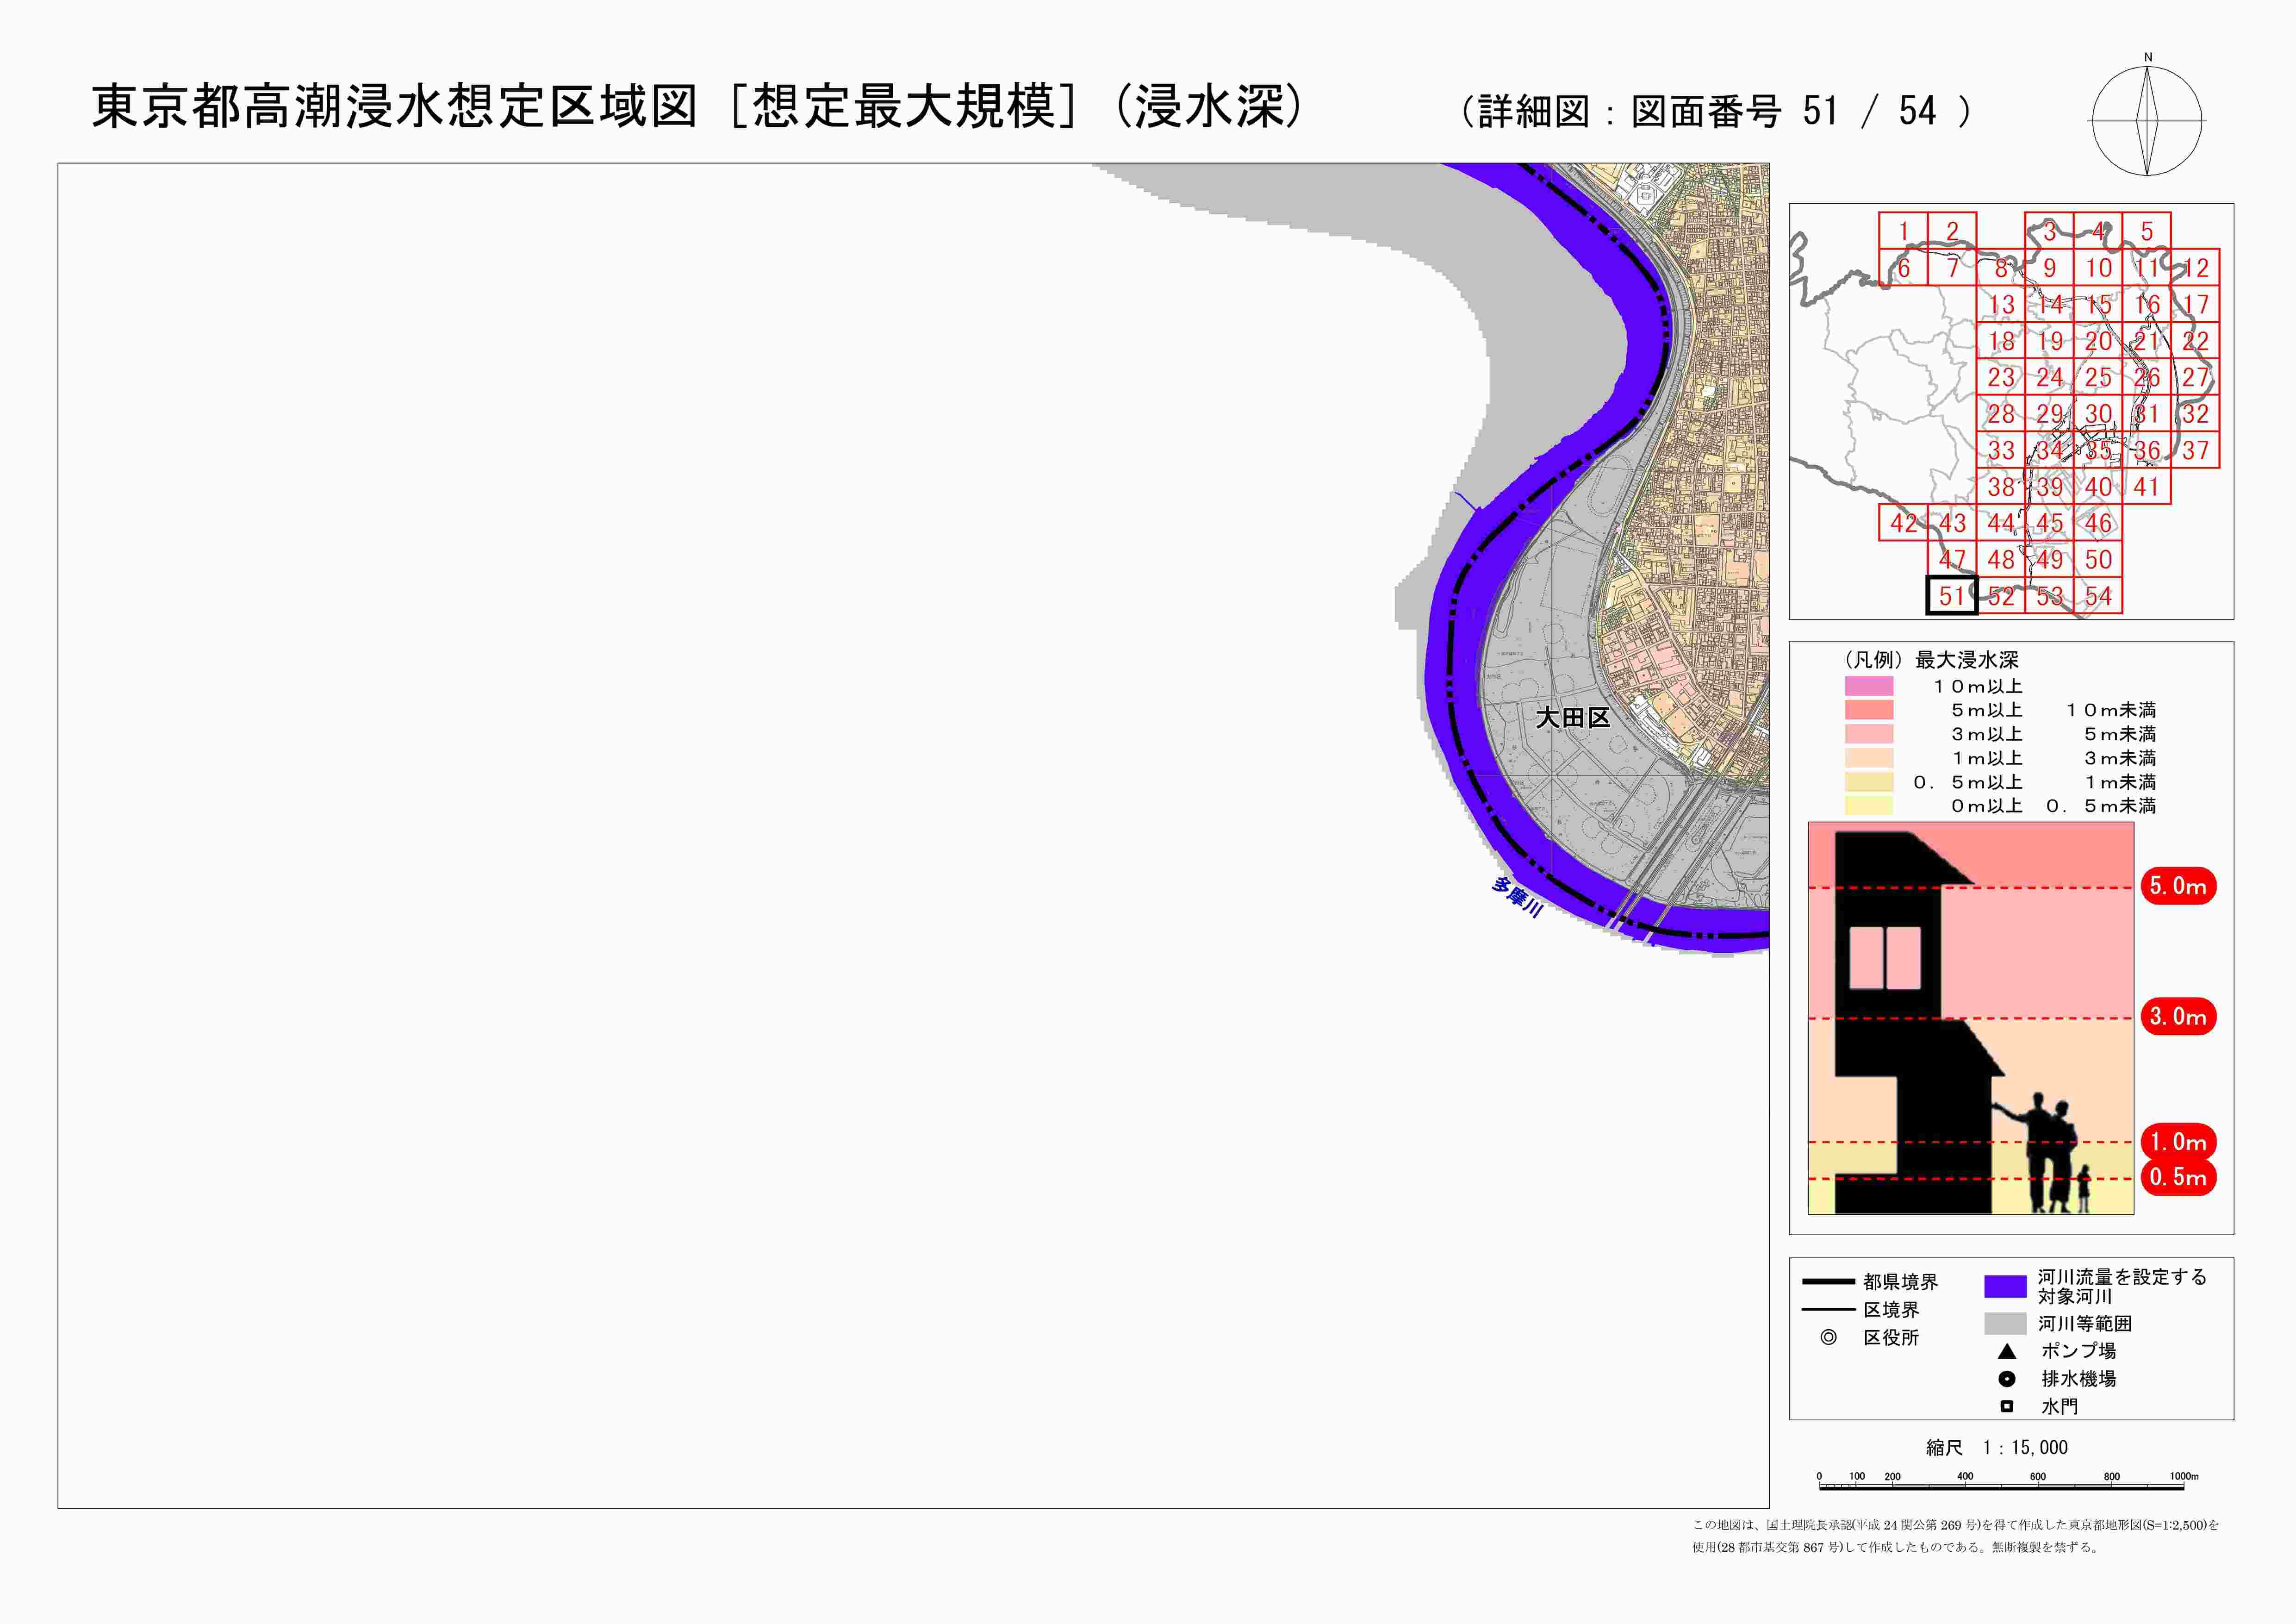 東京都高潮浸水想定区域図［想定最大規模］（浸水深）
（詳細図：図面番号 51 / 54 ）
N
1 2 3 4 5
6 7 8 9 10 11 12
13 14 15 16 17
18 19 20 21 22
23 24 25 26 27
28 29 30 31 32
33 34 35 36 37
38 39 40 41
42 43 44 45 46
47 48 49 50
51 52 53 54
大田区
多摩川
（凡例）最大浸水深
１０ｍ以上
５ｍ以上 １０ｍ未満
３ｍ以上 ５ｍ未満
１ｍ以上 ３ｍ未満
０．５ｍ以上 １ｍ未満
０ｍ以上 ０．５ｍ未満
5.0m
3.0m
1.0m
0.5m
都県境界
区境界
区役所
河川流量を設定する
対象河川
河川等範囲
ポンプ場
排水機場
水門
縮尺 1：15,000
0 100 200 400 600 800 1000m
この地図は、国土理院長承認(平成 24 関公第 269 号)を得て作成した東京都地形図(S=1:2,500)を
使用(28 都市基交第 867 号)して作成したものである。無断複製を禁ずる。